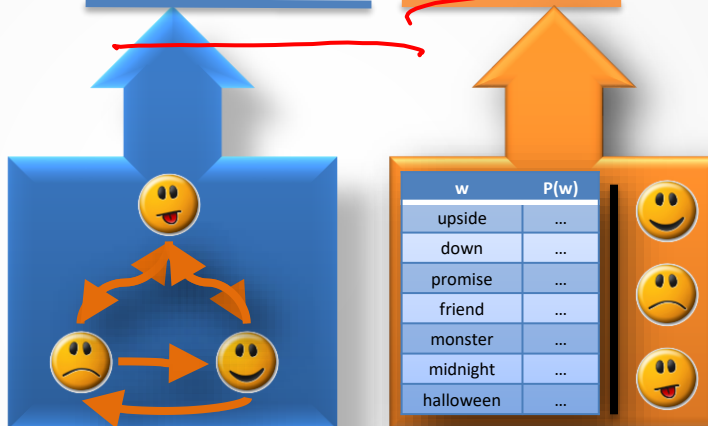 w P(w)
upside ...
down ...
promise ...
friend ...
monster ...
midnight ...
halloween ...